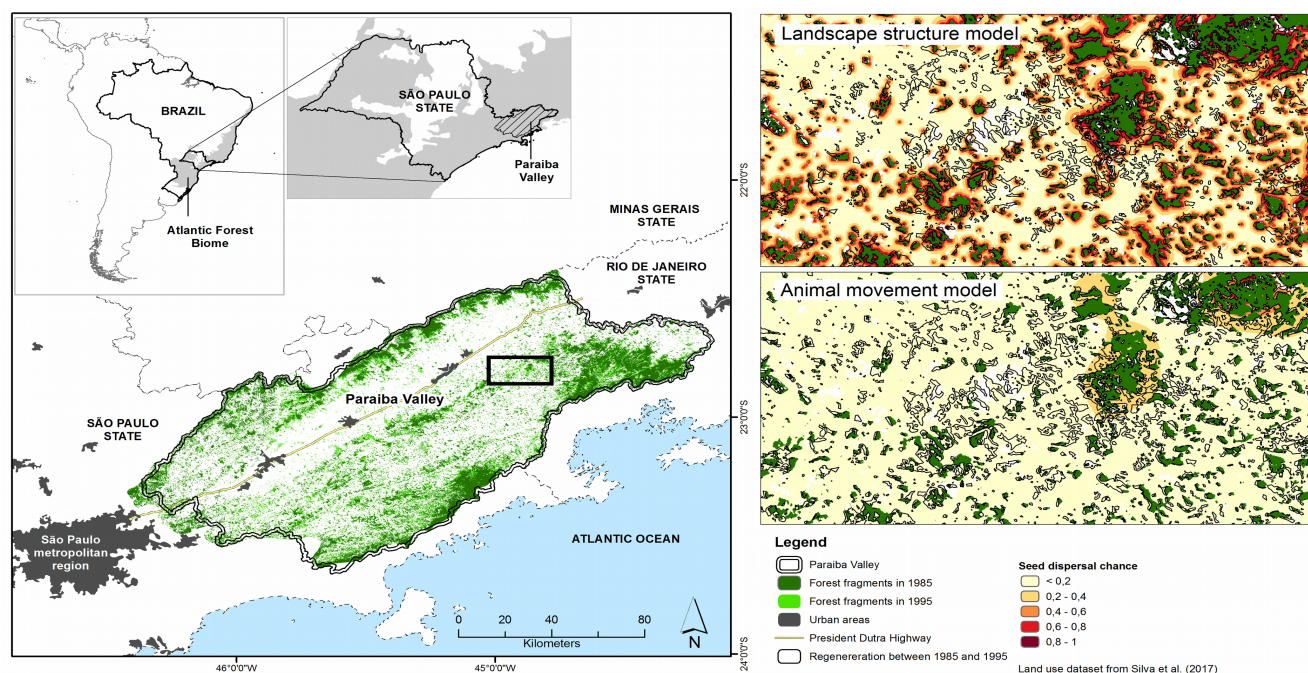 BRAZIL
Atlantic Forest
Biome
SÃO PAULO
STATE
Paraiba
Valley
MINAS GERAIS
STATE
RIO DE JANEIRO
STATE
Paraiba Valley
SÃO PAULO
STATE
São Paulo
metropolitan
region
ATLANTIC OCEAN
0 20 40 80
Kilometers
N
46°0'0"W 45°0'0"W
22°0'0"S
23°0'0"S
24°0'0"S
Landscape structure model
Animal movement model
Legend
Paraiba Valley
Forest fragments in 1985
Forest fragments in 1995
Urban areas
President Dutra Highway
Regenereration between 1985 and 1995
Seed dispersal chance
< 0,2
0,2 - 0,4
0,4 - 0,6
0,6 - 0,8
0,8 - 1
Land use dataset from Silva et al. (2017)